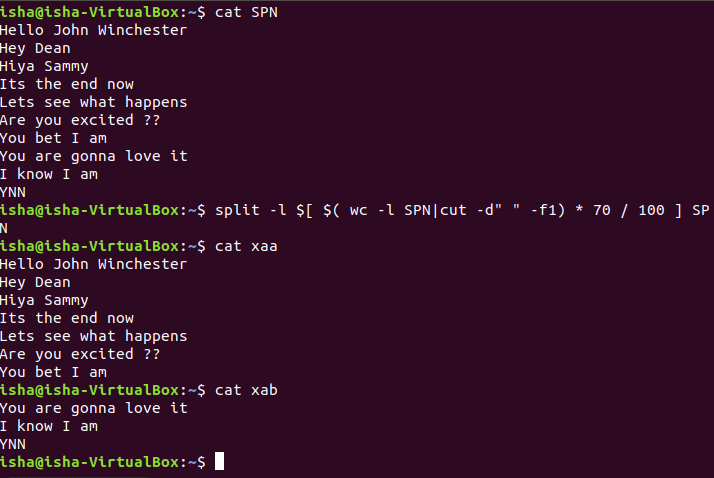 isha@isha-VirtualBox:~$ cat SPN
Hello John Winchester
Hey Dean
Hiya Sammy
Its the end now
Lets see what happens
Are you excited ??
You bet I am
You are gonna love it
I know I am
YNN
isha@isha-VirtualBox:~$ split -l $[ $( wc -l SPN|cut -d" " -f1) * 70 / 100 ] SP
N
isha@isha-VirtualBox:~$ cat xaa
Hello John Winchester
Hey Dean
Hiya Sammy
Its the end now
Lets see what happens
Are you excited ??
You bet I am
isha@isha-VirtualBox:~$ cat xab
You are gonna love it
I know I am
YNN
isha@isha-VirtualBox:~$